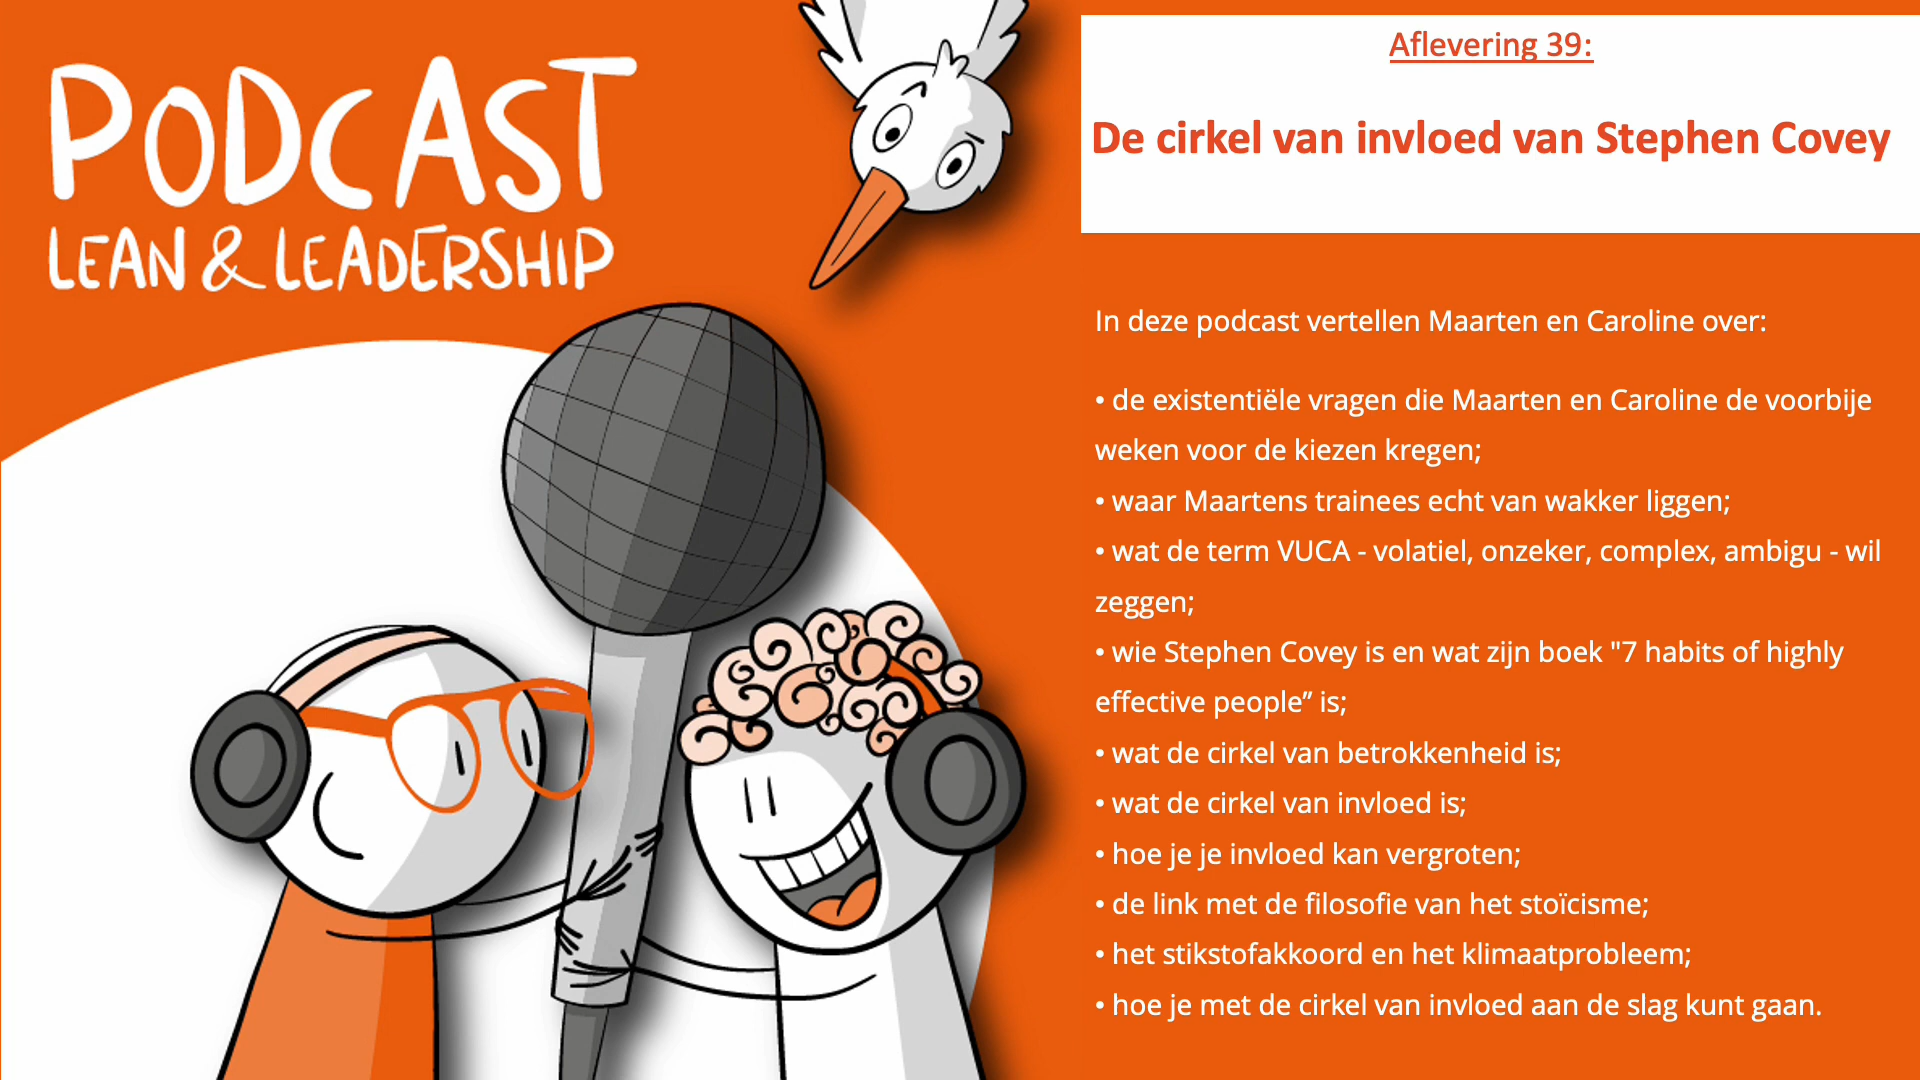 PODCAST
LEAN & LEADERSHIP
Aflevering 39:
De cirkel van invloed van Stephen Covey
In deze podcast vertellen Maarten en Caroline over:
• de existentiële vragen die Maarten en Caroline de voorbije
weken voor de kiezen kregen;
• waar Maartens trainees echt van wakker liggen;
• wat de term VUCA - volatiel, onzeker, complex, ambigu - wil
zeggen;
• wie Stephen Covey is en wat zijn boek "7 habits of highly
effective people” is;
• wat de cirkel van betrokkenheid is;
• wat de cirkel van invloed is;
• hoe je je invloed kan vergroten;
• de link met de filosofie van het stoïcisme;
• het stikstofakkoord en het klimaatprobleem;
• hoe je met de cirkel van invloed aan de slag kunt gaan.